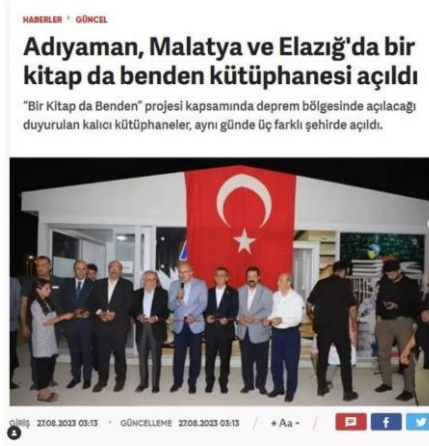 HABERLER › GÜNCEL
Adıyaman, Malatya ve Elazığ'da bir
kitap da benden kütüphanesi açıldı
"Bir Kitap da Benden" projesi kapsamında deprem bölgesinde açılacağı
duyurulan kalıcı kütüphaneler, aynı günde üç farklı şehirde açıldı.
GİRİŞ 27.08.2023 03:13 • GÜNCELLEME 27.08.2023 03:13 / +Aa- /